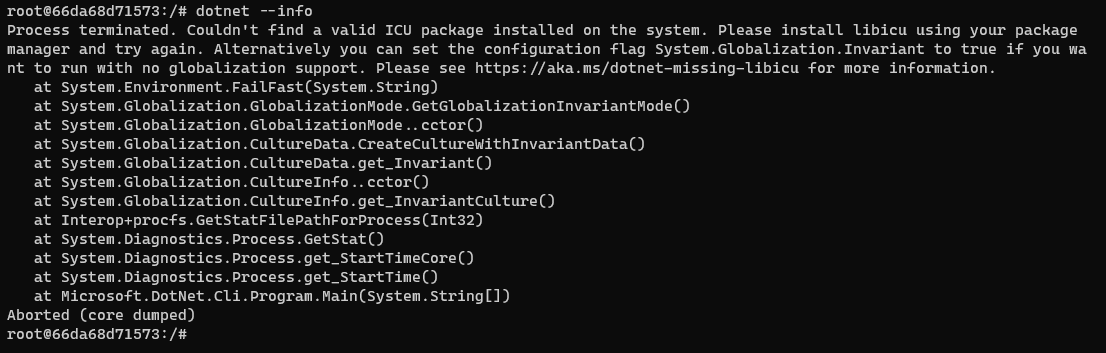 root@66da68d71573:/# dotnet --info
Process terminated. Couldn't find a valid ICU package installed on the system. Please install libicu using your package
manager and try again. Alternatively you can set the configuration flag System.Globalization.Invariant to true if you wa
nt to run with no globalization support. Please see https://aka.ms/dotnet-missing-libicu for more information.
   at System.Environment.FailFast(System.String)
   at System.Globalization.GlobalizationMode.GetGlobalizationInvariantMode()
   at System.Globalization.GlobalizationMode..cctor()
   at System.Globalization.CultureData.CreateCultureWithInvariantData()
   at System.Globalization.CultureData.get_Invariant()
   at System.Globalization.CultureInfo..cctor()
   at System.Globalization.CultureInfo.get_InvariantCulture()
   at Interop+procfs.GetStatFilePathForProcess(Int32)
   at System.Diagnostics.Process.GetStat()
   at System.Diagnostics.Process.get_StartTimeCore()
   at System.Diagnostics.Process.get_StartTime()
   at Microsoft.DotNet.Cli.Program.Main(System.String[])
Aborted (core dumped)
root@66da68d71573:/#